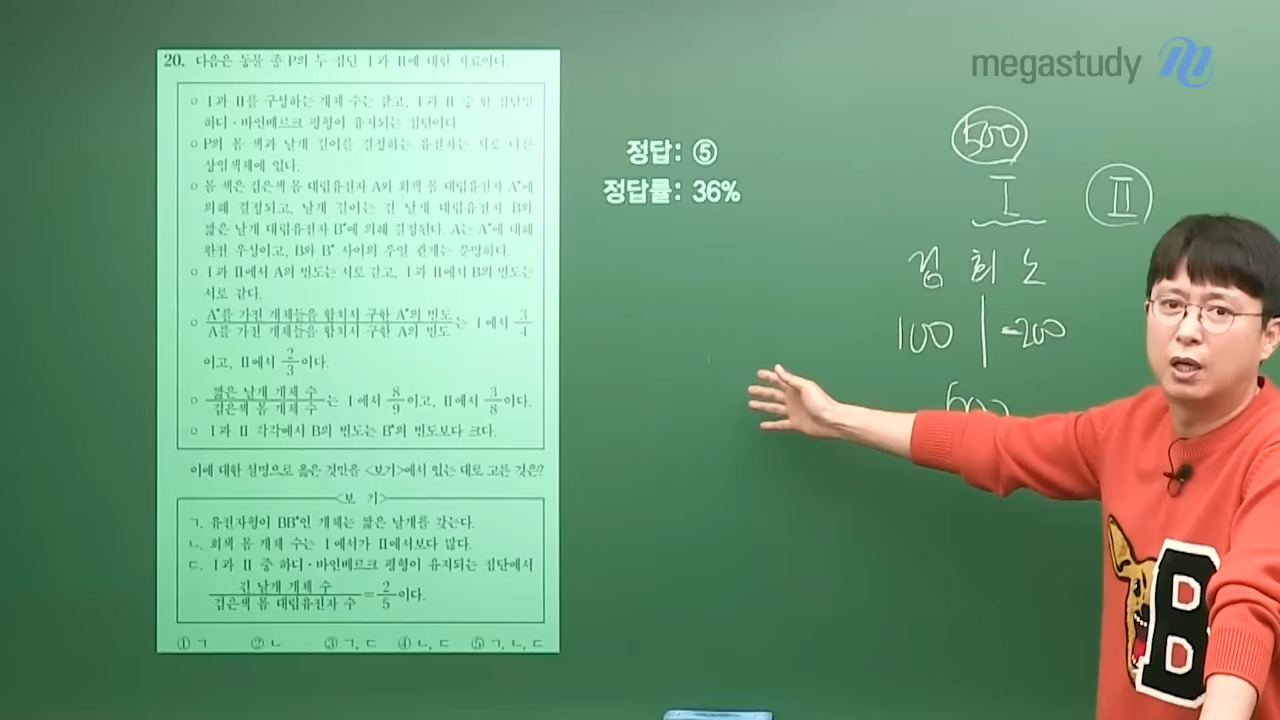 megastudy
20. 다음은 동물 종 P의 두 집단 Ⅰ과 Ⅱ에 대한 자료이다.
○ Ⅰ과 Ⅱ를 구성하는 개체 수는 같고, Ⅰ과 Ⅱ 중 한 집단만
하디·바인베르크 평형이 유지되는 집단이다.
○ P의 몸 색과 날개 길이를 결정하는 유전자는 서로 다른
상염색체에 있다.
○ 몸 색은 검은색 몸 대립유전자 A와 회색 몸 대립유전자 A*에
의해 결정되고, 날개 길이는 긴 날개 대립유전자 B와
짧은 날개 대립유전자 B*에 의해 결정된다. A는 A*에 대해
완전 우성이고, B와 B* 사이의 우열 관계는 분명하다.
○ Ⅰ과 Ⅱ에서 A의 빈도는 서로 같고, Ⅰ과 Ⅱ에서 B의 빈도는
서로 같다.
○ A*를 가진 개체들을 합쳐서 구한 A*의 빈도
A를 가진 개체들을 합쳐서 구한 A의 빈도
는 Ⅰ에서 3/4
이고, Ⅱ에서 2/3이다.
○ 짧은 날개 개체 수
검은색 몸 개체 수
는 Ⅰ에서 8/9이고, Ⅱ에서 3/8이다.
○ Ⅰ과 Ⅱ 각각에서 B의 빈도는 B*의 빈도보다 크다.
이에 대한 설명으로 옳은 것만을 <보기>에서 있는 대로 고른 것은?
<보 기>
ㄱ. 유전자형이 BB*인 개체는 짧은 날개를 갖는다.
ㄴ. 회색 몸 개체 수는 Ⅰ에서가 Ⅱ에서보다 많다.
ㄷ. Ⅰ과 Ⅱ 중 하디·바인베르크 평형이 유지되는 집단에서
긴 날개 개체 수
검은색 몸 대립유전자 수
= 2/5이다.
① ㄱ ② ㄴ ③ ㄱ, ㄷ ④ ㄴ, ㄷ ⑤ ㄱ, ㄴ, ㄷ
정답: ⑤
정답률: 36%
500
Ⅰ Ⅱ
검 회 노
100 200
B